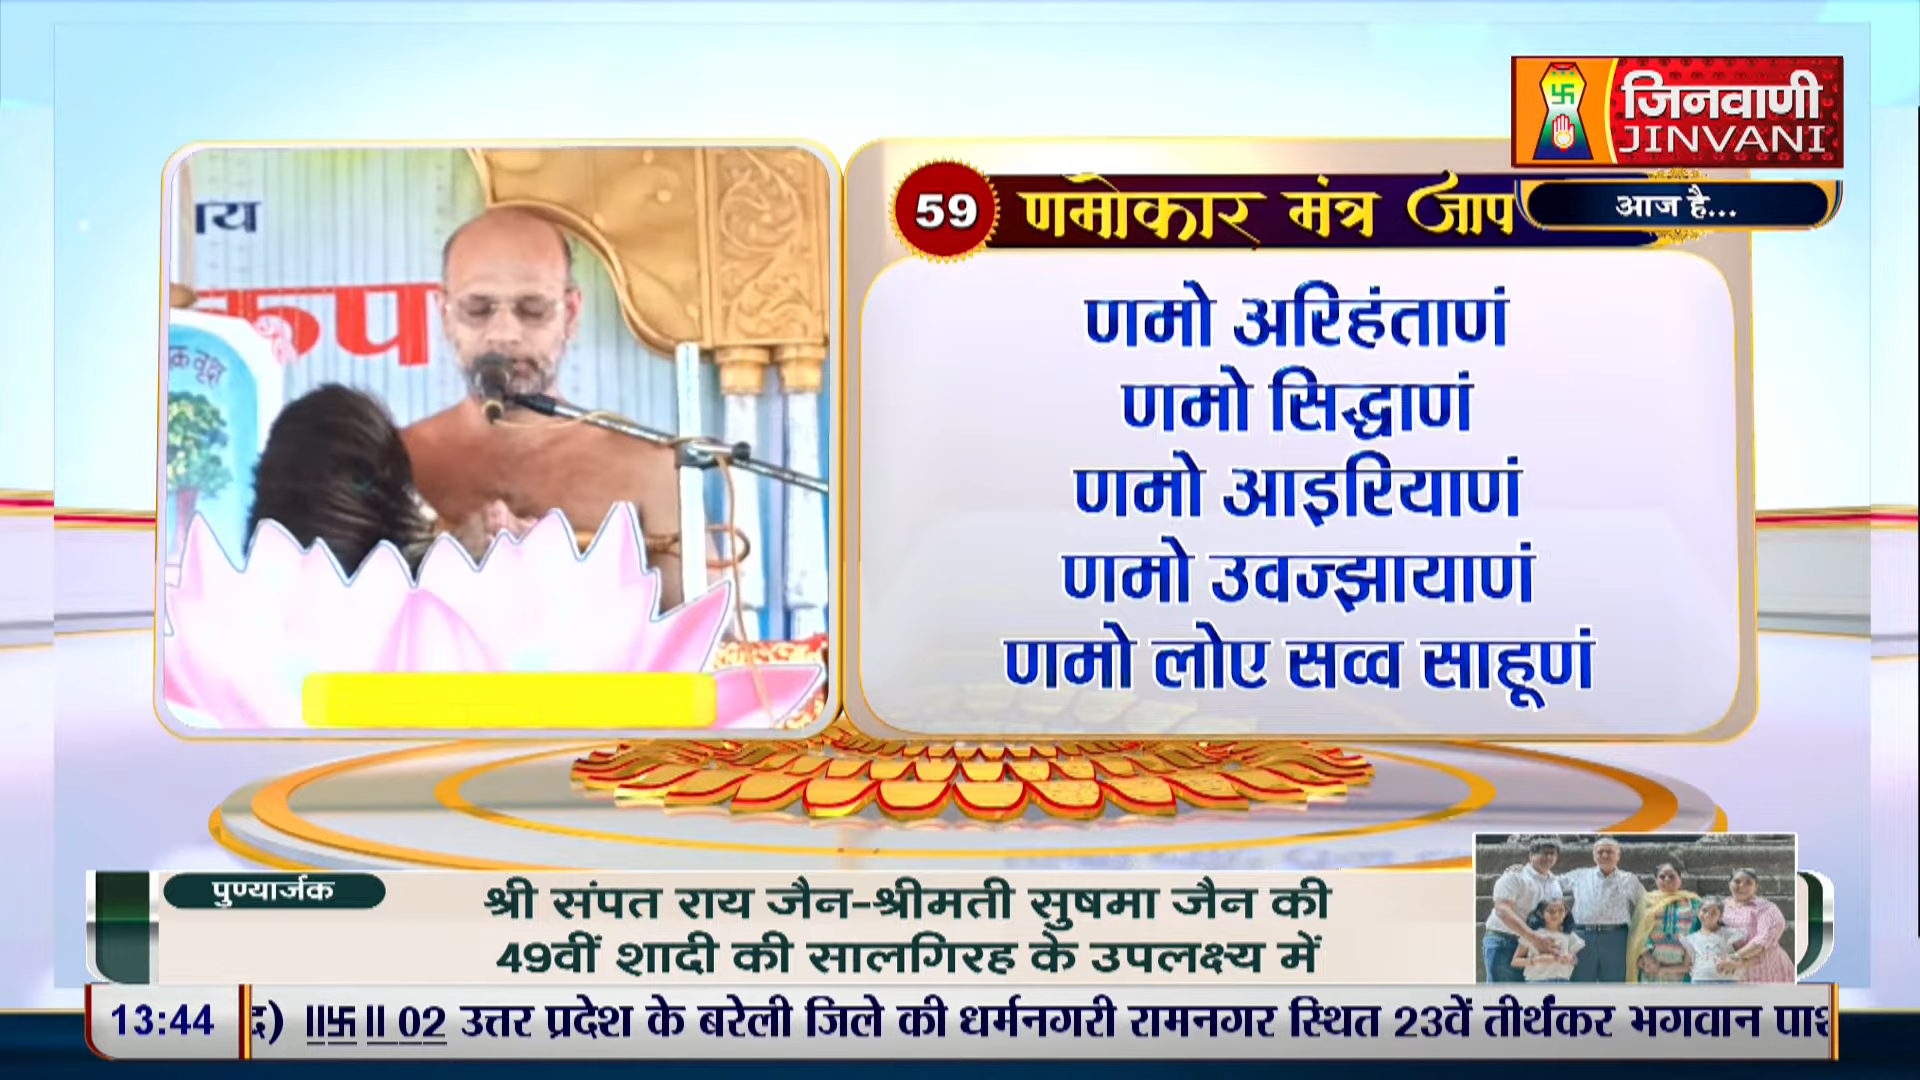 जिनवाणी
JINVANI
आज है...
59 णमोकार मंत्र जाप
णमो अरिहंताणं
णमो सिद्धाणं
णमो आइरियाणं
णमो उवज्झायाणं
णमो लोए सव्व साहूणं
वृक्ष
पुण्यार्जक
श्री संपत राय जैन-श्रीमती सुषमा जैन की
49वीं शादी की सालगिरह के उपलक्ष्य में
13:44 द) ||卐|| 02 उत्तर प्रदेश के बरेली जिले की धर्मनगरी रामनगर स्थित 23वें तीर्थंकर भगवान